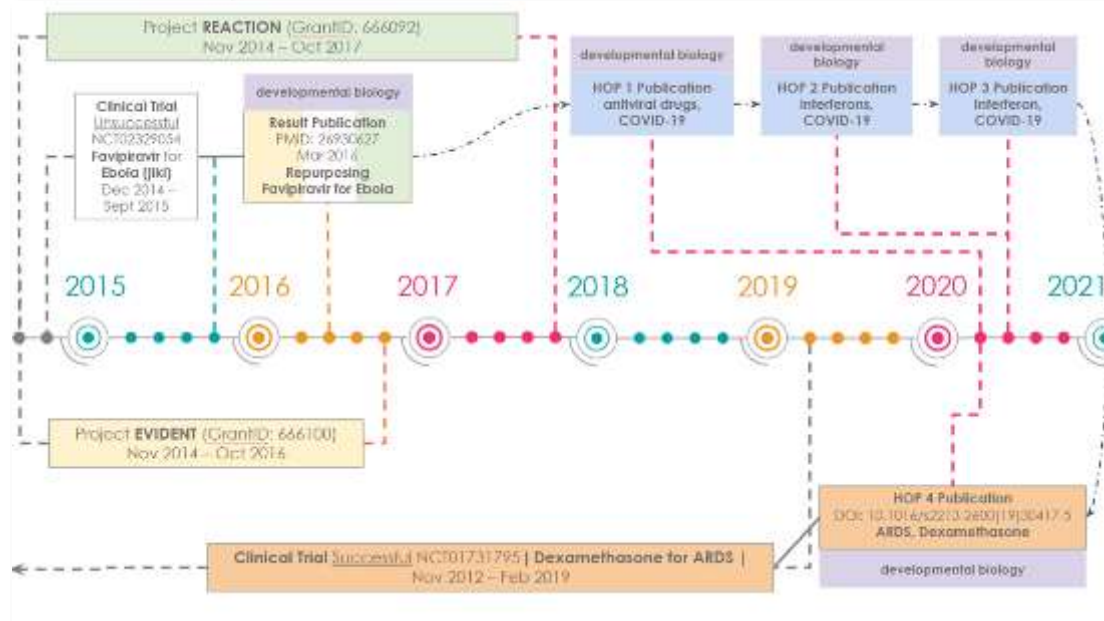 Project REACTION (GrantID: 666092)
Nov 2014 – Oct 2017
Clinical Trial
Unsuccessful
NCT02329054
Favipiravir for
Ebola (Jiki)
Dec 2014 –
Sept 2015
developmental biology
Result Publication
PMID: 26930627
Mar 2016
Repurposing
Favipiravir for Ebola
developmental biology
HOP 1 Publication
antiviral drugs,
COVID-19
developmental
biology
HOP 2 Publication
Interferons,
COVID-19
developmental
biology
HOP 3 Publication
Interferon,
COVID-19
2015
2016
2017
2018
2019
2020
2021
Project EVIDENT (GrantID: 666100)
Nov 2014 – Oct 2016
Clinical Trial Successful NCT01731795 | Dexamethasone for ARDS |
Nov 2012 – Feb 2019
HOP 4 Publication
DOI: 10.1016/s2213-2600(19)30417-5
ARDS, Dexamethasone
developmental biology